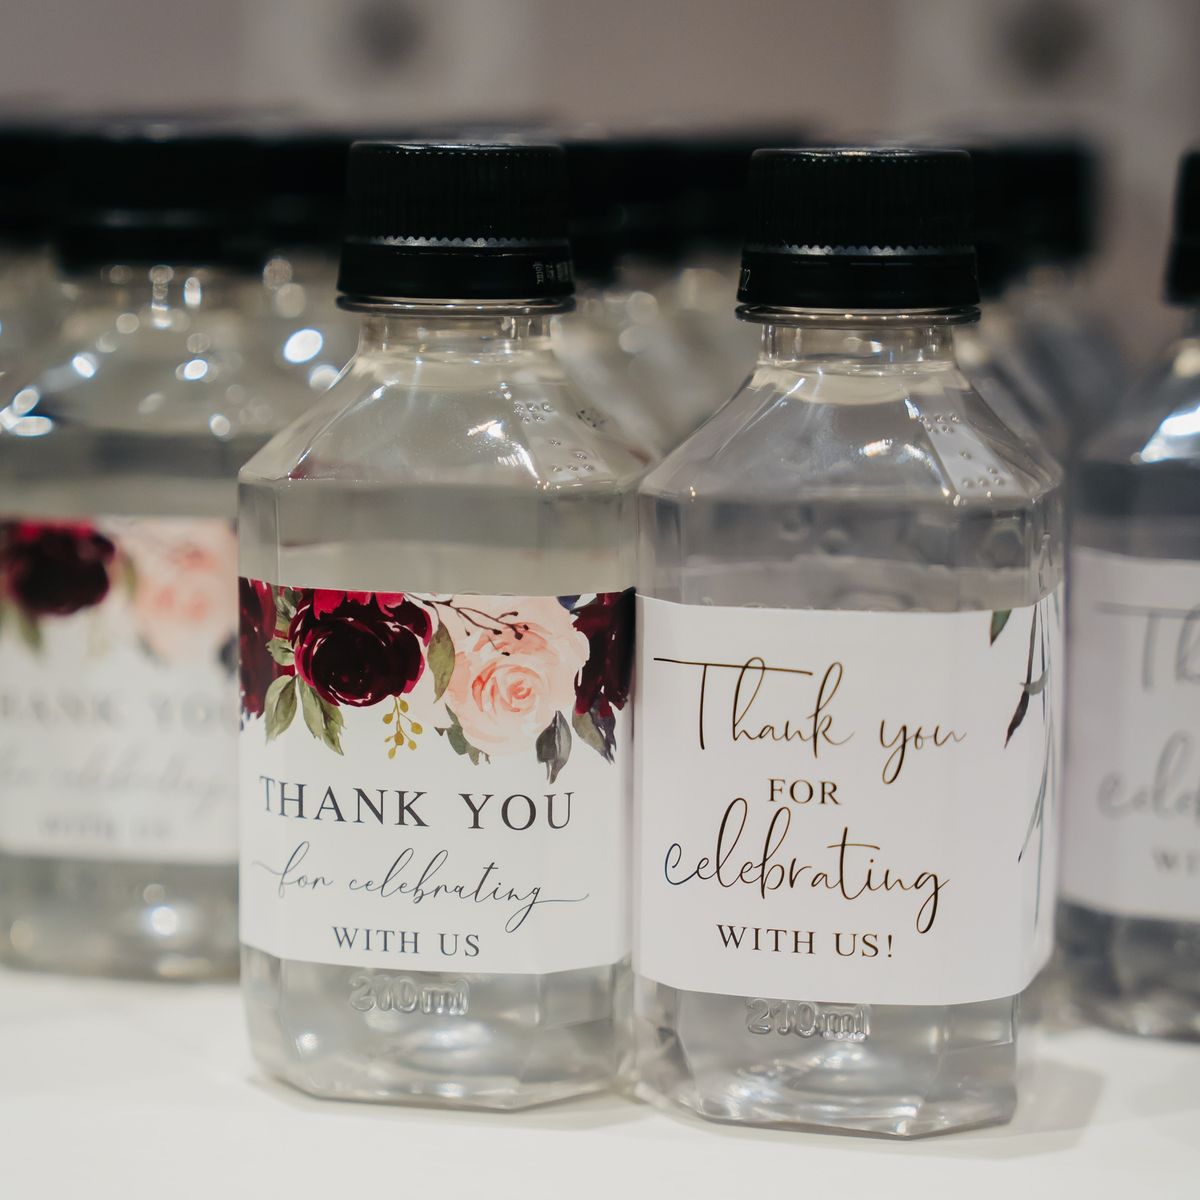 THANK YOU
for celebrating
WITH US
210ml
Thank you
FOR
celebrating
WITH US!
210ml